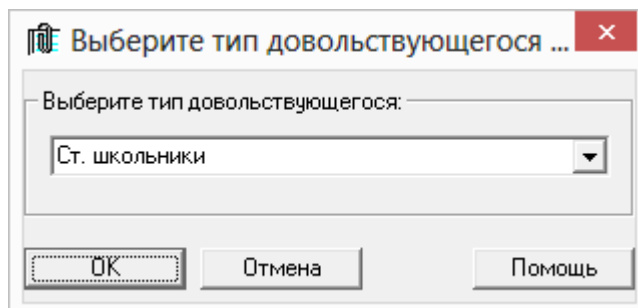 Выберите тип довольствующегося ...
Выберите тип довольствующегося:
Ст. школьники
OK
Отмена
Помощь